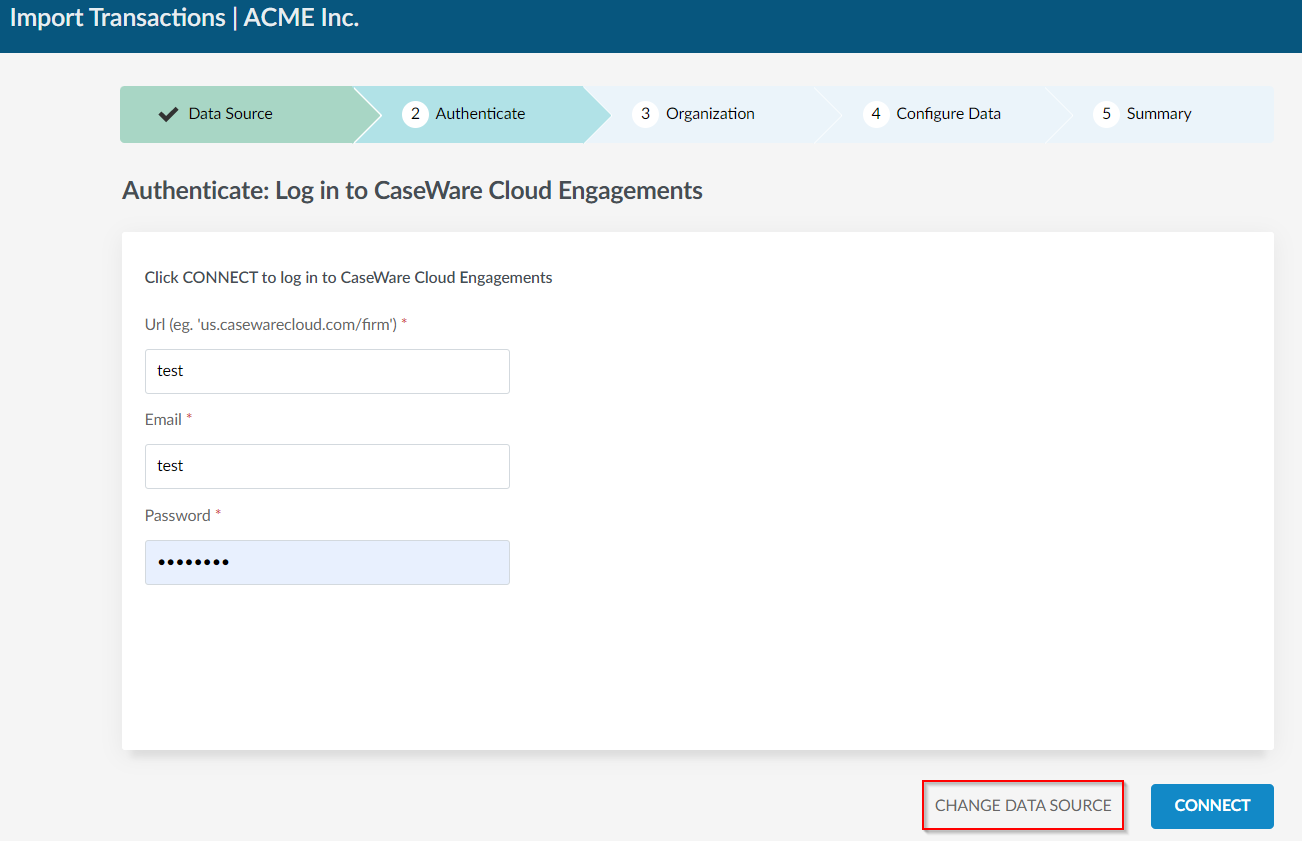 Import Transactions | ACME Inc.
Data Source
2 Authenticate
3 Organization
4 Configure Data
5 Summary
Authenticate: Log in to CaseWare Cloud Engagements
Click CONNECT to log in to CaseWare Cloud Engagements
Url (eg. 'us.casewarecloud.com/firm') *
test
Email *
test
Password *
••••••••
CHANGE DATA SOURCE
CONNECT